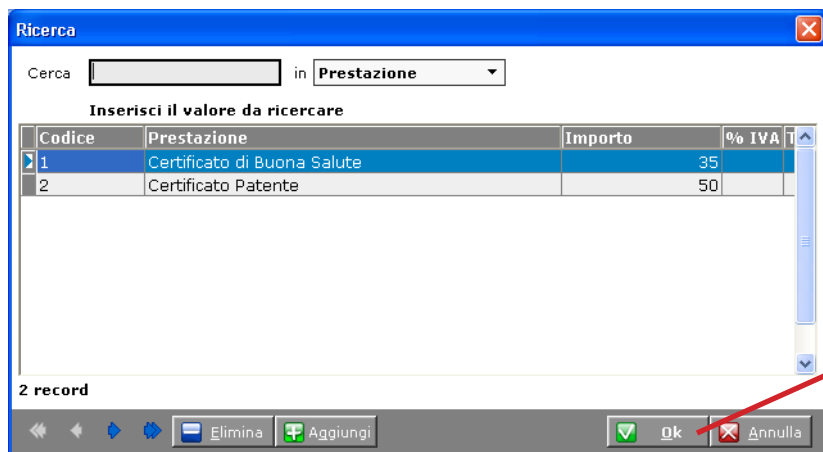 Ricerca
Cerca in Prestazione
Inserisci il valore da ricercare
Codice Prestazione Importo % IVA T
1 Certificato di Buona Salute 35
2 Certificato Patente 50
2 record
Elimina Aggiungi Ok Annulla